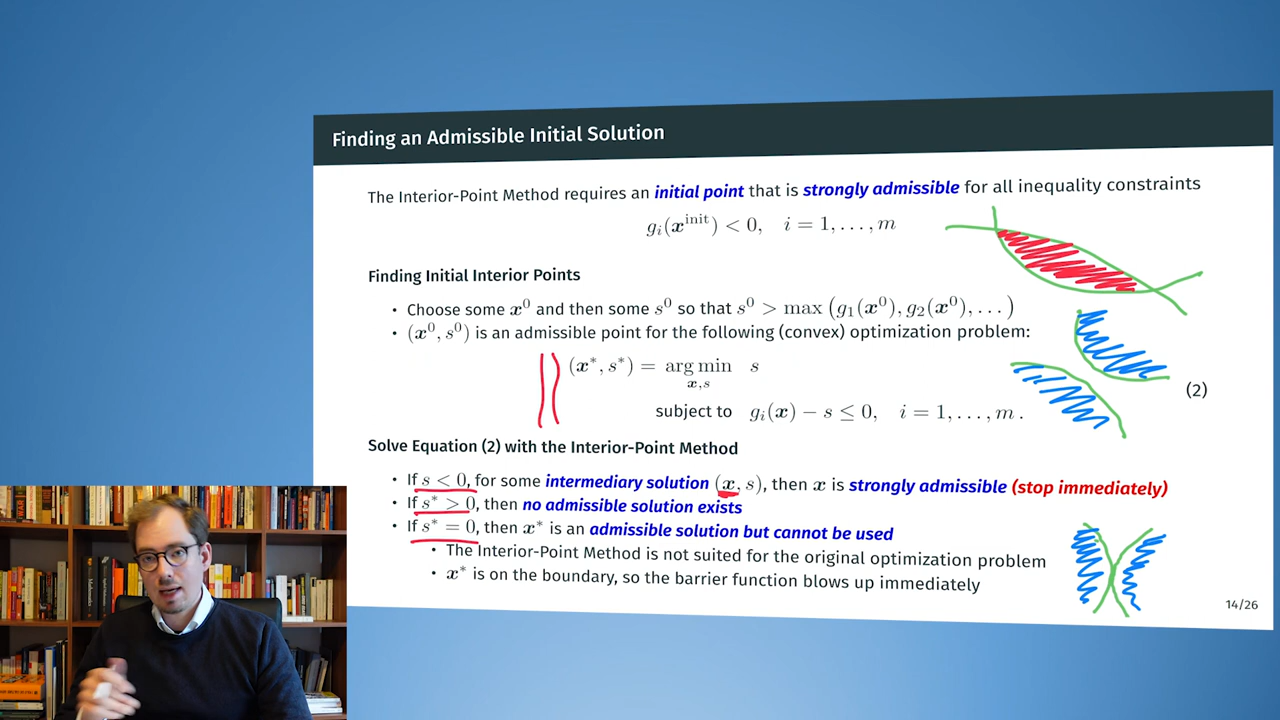 Finding an Admissible Initial Solution
The Interior-Point Method requires an initial point that is strongly admissible for all inequality constraints
gᵢ(xⁱⁿⁱᵗ) < 0, i = 1, …, m
Finding Initial Interior Points
• Choose some x⁰ and then some s⁰ so that s⁰ > max (g₁(x⁰), g₂(x⁰), …)
• (x⁰, s⁰) is an admissible point for the following (convex) optimization problem:
(x*, s*) = arg min s
x,s
(2)
subject to gᵢ(x) − s ≤ 0, i = 1, …, m .
Solve Equation (2) with the Interior-Point Method
• If s < 0, for some intermediary solution (x, s), then x is strongly admissible (stop immediately)
• If s* > 0, then no admissible solution exists
• If s* = 0, then x* is an admissible solution but cannot be used
• The Interior-Point Method is not suited for the original optimization problem
• x* is on the boundary, so the barrier function blows up immediately
14/26